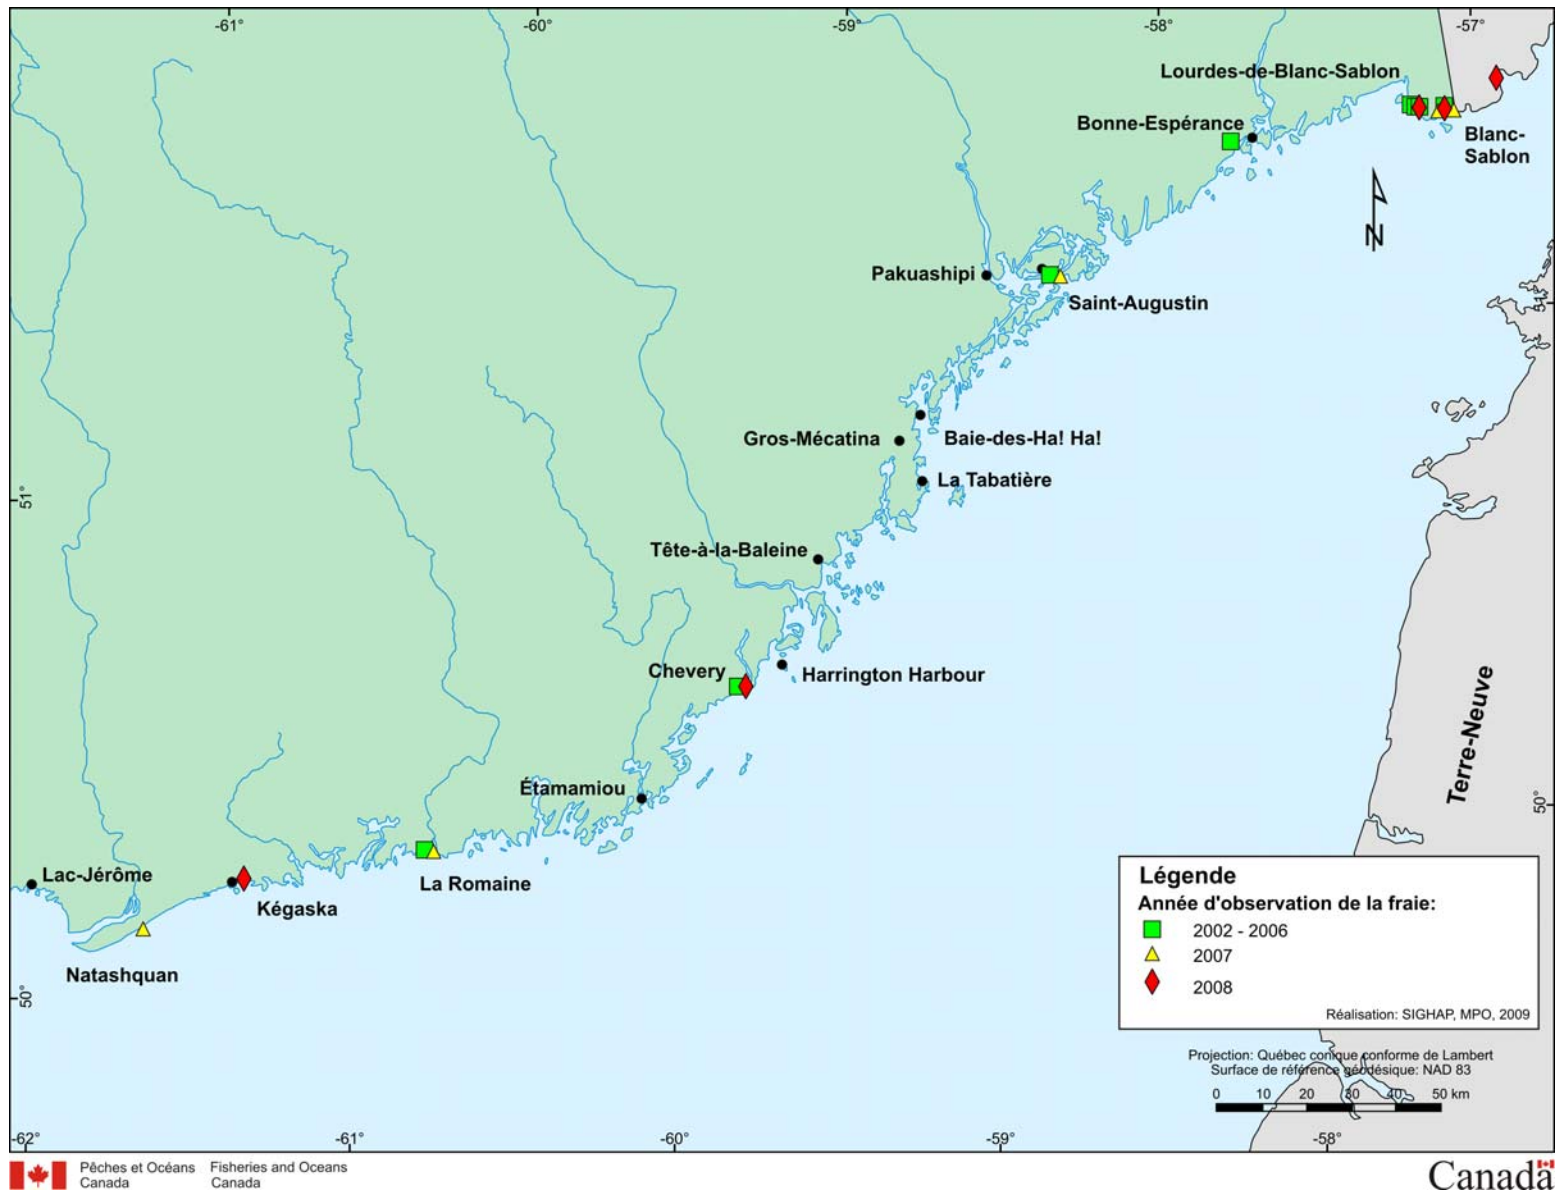 -61°
-60°
-59°
-58°
-57°
Lourdes-de-Blanc-Sablon
Bonne-Espérance
Blanc-
Sablon
N
Pakuashipi
Saint-Augustin
51°
Gros-Mécatina
Baie-des-Ha! Ha!
La Tabatière
51°
Tête-à-la-Baleine
Chevery
Harrington Harbour
Terre-Neuve
Étamamiou
50°
Lac-Jérôme
La Romaine
Kégaska
Natashquan
50°
Légende
Année d'observation de la fraie:
2002 - 2006
2007
2008
Réalisation: SIGHAP, MPO, 2009
Projection: Québec conique conforme de Lambert
Surface de référence géodésique: NAD 83
0 10 20 30 40 50 km
-62°
-61°
-60°
-59°
-58°
Pêches et Océans
Canada
Fisheries and Oceans
Canada
Canada